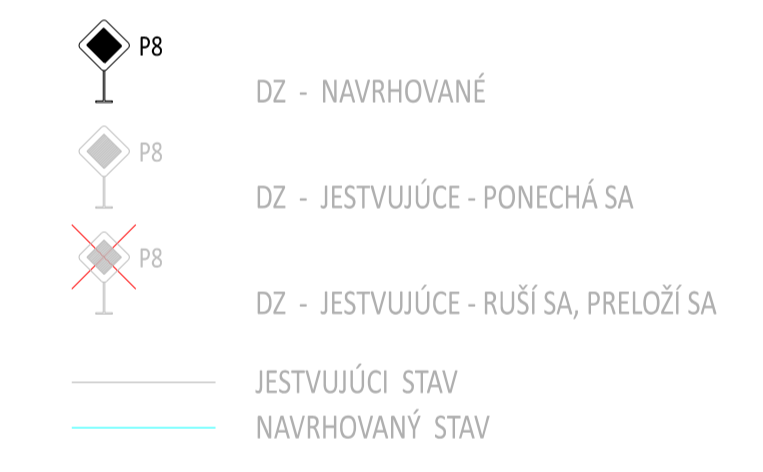 P8
DZ - NAVRHOVANÉ
P8
DZ - JESTVUJÚCE - PONECHÁ SA
P8
DZ - JESTVUJÚCE - RUŠÍ SA, PRELOŽÍ SA
JESTVUJÚCI STAV
NAVRHOVANÝ STAV